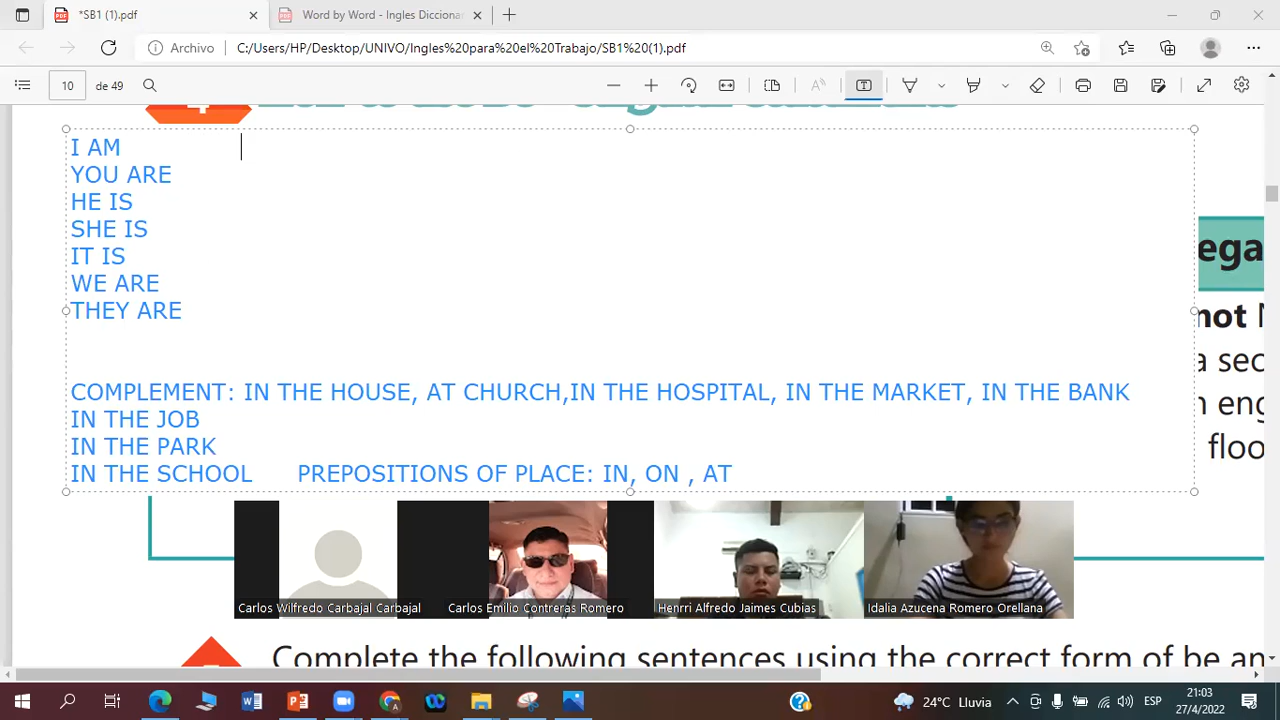 *SB1 (1).pdf
Word by Word - Ingles Dicciona
Archivo
C:/Users/HP/Desktop/UNIVO/Ingles%20para%20el%20Trabajo/SB1%20(1).pdf
10 de 49
I AM
YOU ARE
HE IS
SHE IS
IT IS
WE ARE
THEY ARE
ega
not
a sec
eng
floo
COMPLEMENT: IN THE HOUSE, AT CHURCH,IN THE HOSPITAL, IN THE MARKET, IN THE BANK
IN THE JOB
IN THE PARK
IN THE SCHOOL PREPOSITIONS OF PLACE: IN, ON , AT
Carlos Wilfredo Carbajal Carbajal
Carlos Emilio Contreras Romero
Henrri Alfredo Jaimes Cubias
Idalia Azucena Romero Orellana
Complete the following sentences using the correct form of be an
24°C Lluvia
ESP
21:03
27/4/2022